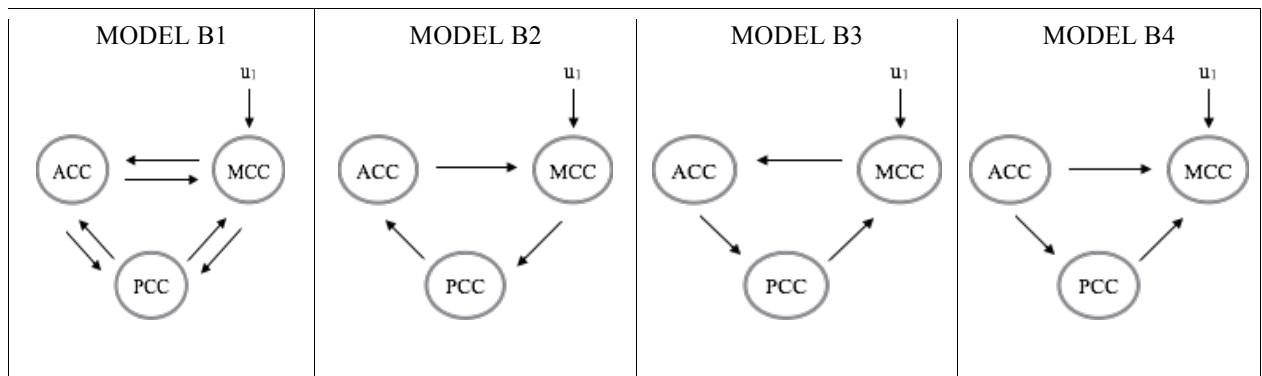 MODEL B1
u1
ACC
MCC
PCC
MODEL B2
u1
ACC
MCC
PCC
MODEL B3
u1
ACC
MCC
PCC
MODEL B4
u1
ACC
MCC
PCC